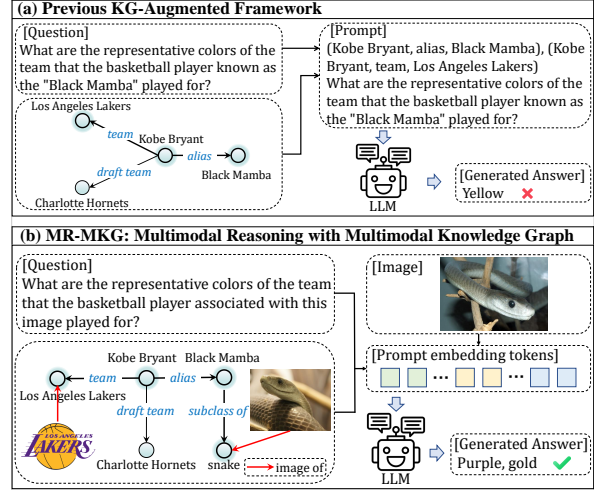 (a) Previous KG-Augmented Framework
[Question]
What are the representative colors of the
team that the basketball player known as
the "Black Mamba" played for?
Los Angeles Lakers
team
Kobe Bryant
alias
Black Mamba
draft team
Charlotte Hornets
[Prompt]
(Kobe Bryant, alias, Black Mamba), (Kobe
Bryant, team, Los Angeles Lakers)
What are the representative colors of the
team that the basketball player known as
the "Black Mamba" played for?
LLM
[Generated Answer]
Yellow
(b) MR-MKG: Multimodal Reasoning with Multimodal Knowledge Graph
[Question]
What are the representative colors of the team
that the basketball player associated with this
image played for?
Kobe Bryant
Black Mamba
team
alias
Los Angeles Lakers
draft team
subclass of
LOS ANGELES
LAKERS
Charlotte Hornets
snake
image of
[Image]
[Prompt embedding tokens]
... ...
LLM
[Generated Answer]
Purple, gold